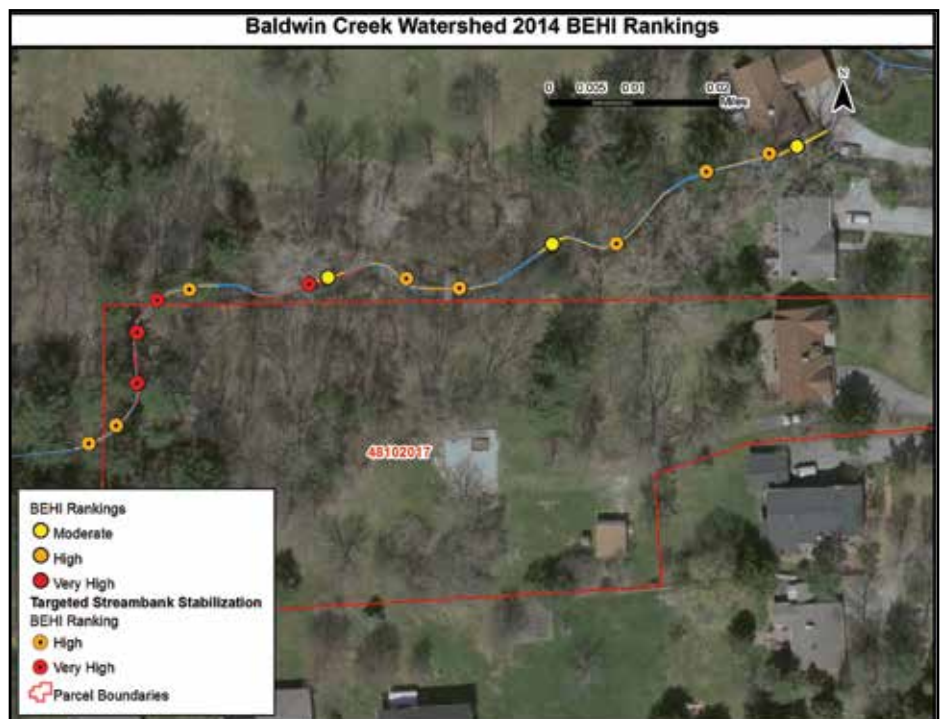 Baldwin Creek Watershed 2014 BEHI Rankings
0 0.005 0.01 0.02
Miles
N
48102017
BEHI Rankings
Moderate
High
Very High
Targeted Streambank Stabilization
BEHI Ranking
High
Very High
Parcel Boundaries